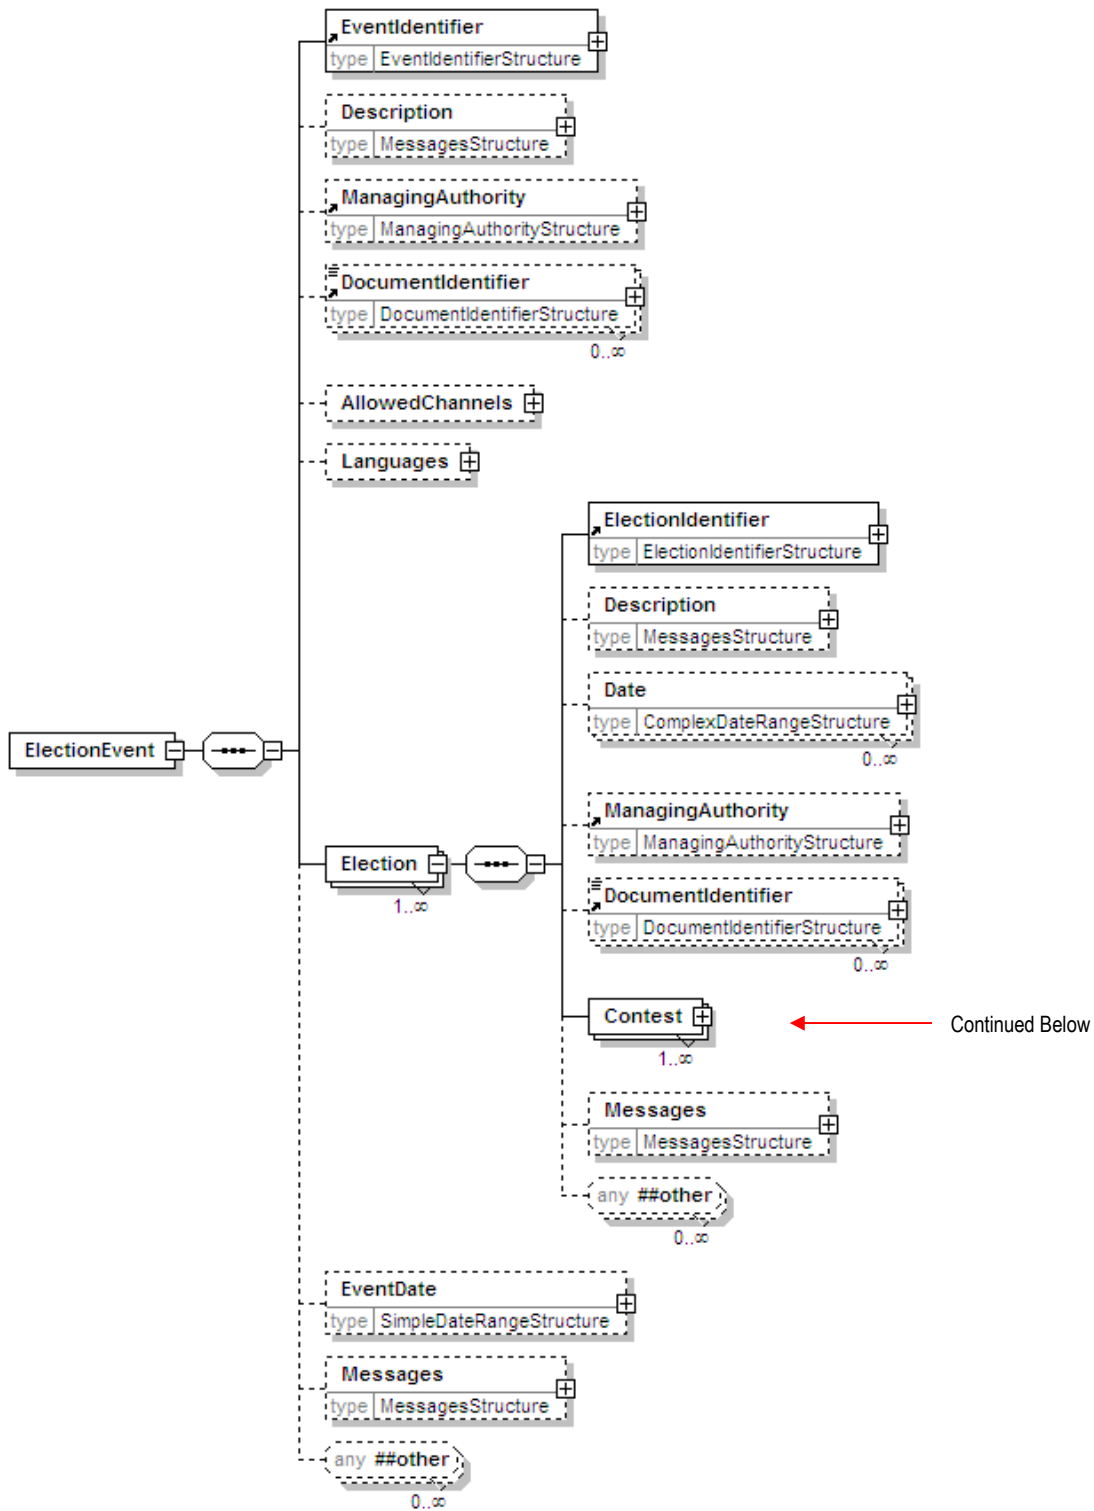 EventIdentifier
type EventIdentifierStructure
Description
type MessagesStructure
ManagingAuthority
type ManagingAuthorityStructure
DocumentIdentifier
type DocumentIdentifierStructure
0..∞
AllowedChannels
Languages
ElectionEvent
Election
1..∞
ElectionIdentifier
type ElectionIdentifierStructure
Description
type MessagesStructure
Date
type ComplexDateRangeStructure
0..∞
ManagingAuthority
type ManagingAuthorityStructure
DocumentIdentifier
type DocumentIdentifierStructure
0..∞
Contest
1..∞
Continued Below
Messages
type MessagesStructure
any ##other
0..∞
EventDate
type SimpleDateRangeStructure
Messages
type MessagesStructure
any ##other
0..∞